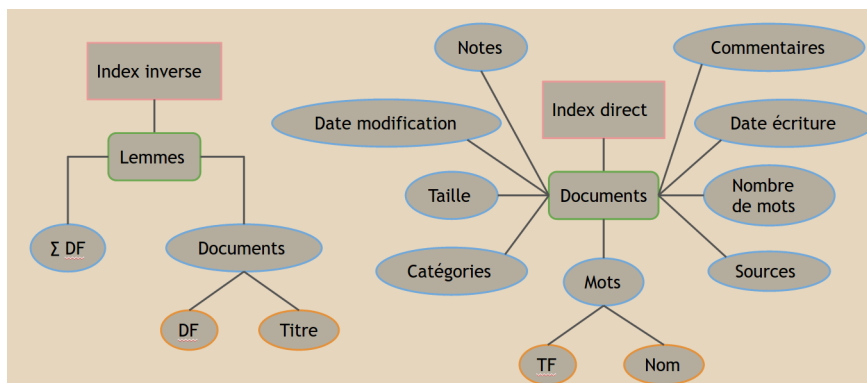 Index inverse
Lemmes
Σ DF
Documents
DF
Titre
Notes
Commentaires
Index direct
Date modification
Date écriture
Taille
Documents
Nombre
de mots
Catégories
Mots
Sources
TF
Nom